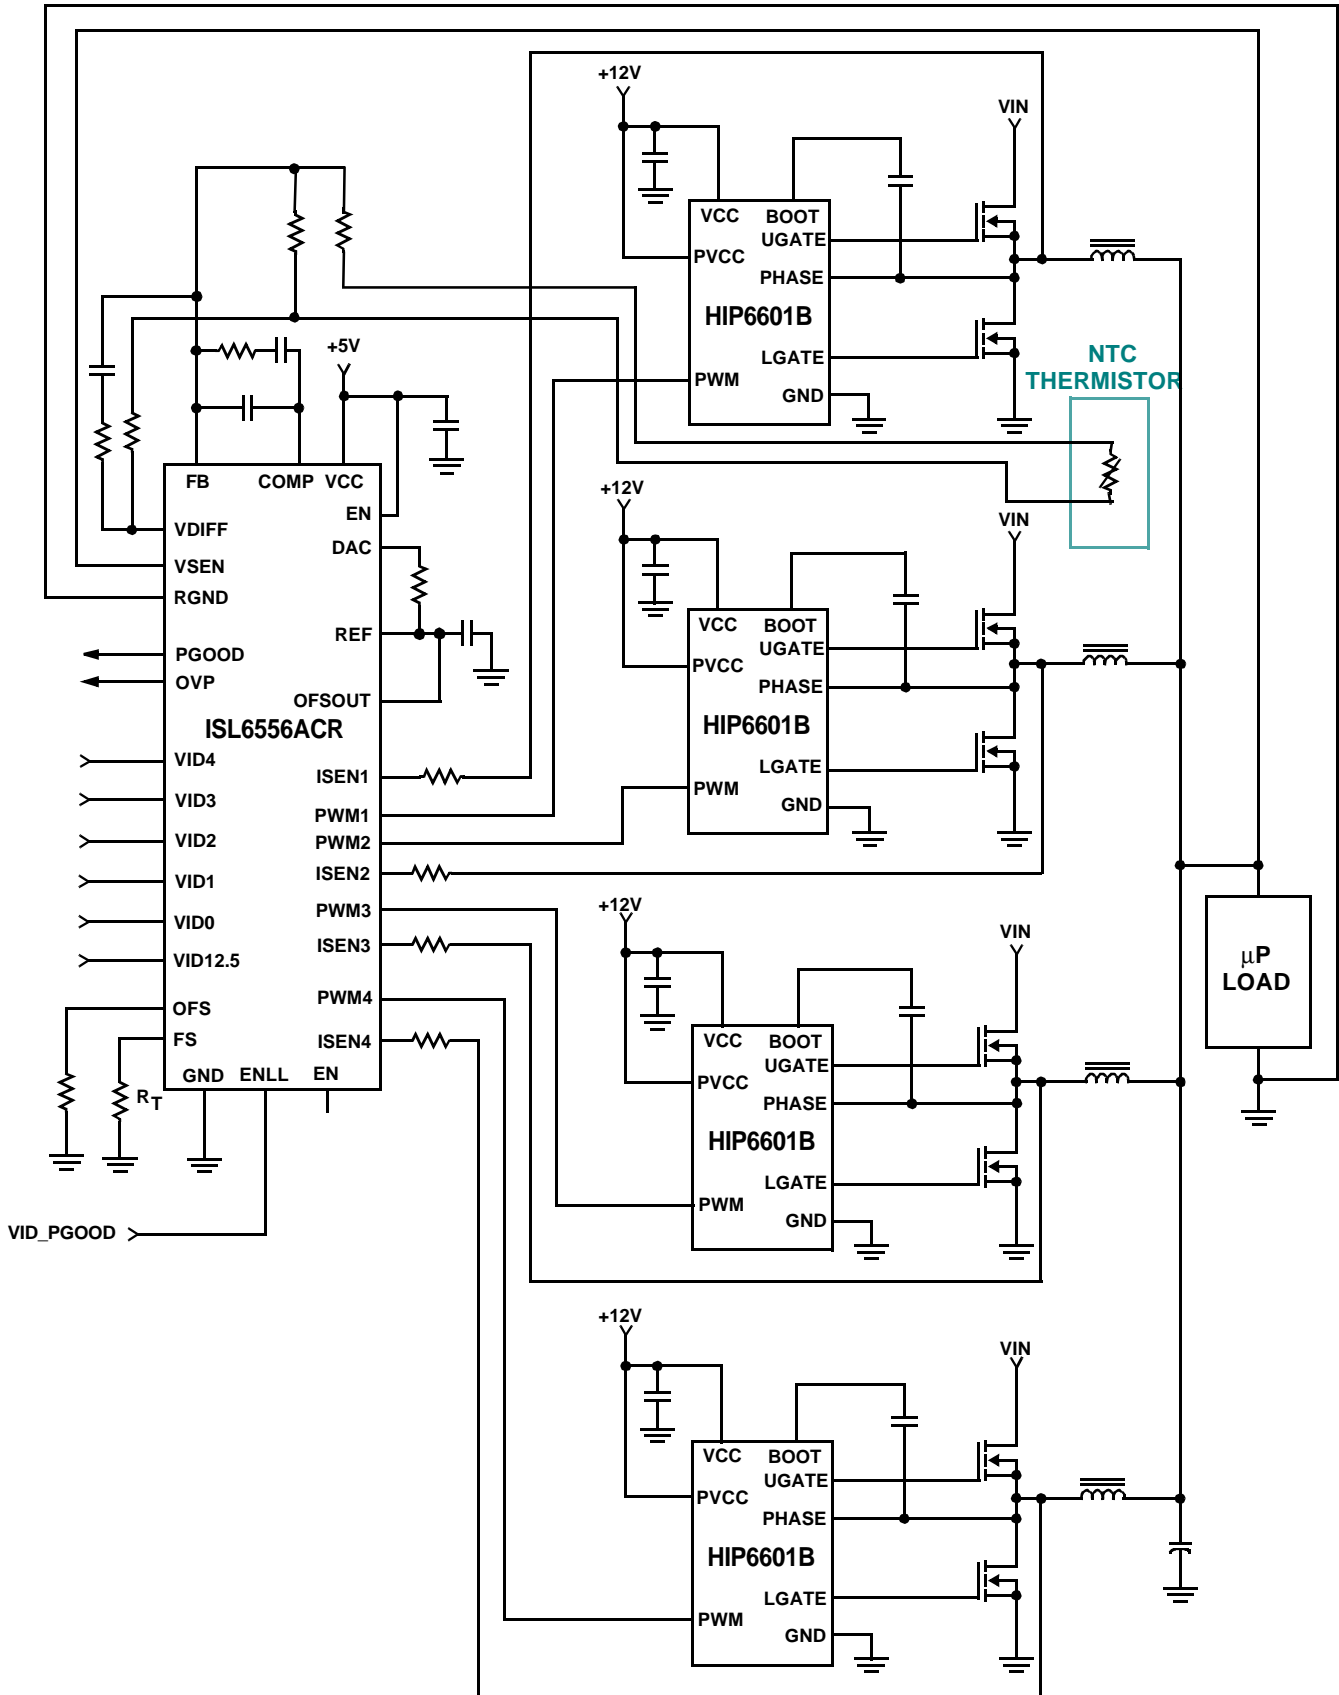 +12V
VIN
VCC
BOOT
UGATE
PVCC
PHASE
HIP6601B
LGATE
PWM
GND
NTC
THERMISTOR
+5V
FB
COMP
VCC
EN
VDIFF
DAC
VSEN
RGND
REF
PGOOD
OVP
OFSOUT
ISL6556ACR
VID4
ISEN1
VID3
PWM1
VID2
PWM2
VID1
ISEN2
VID0
PWM3
ISEN3
VID12.5
PWM4
OFS
FS
ISEN4
GND
ENLL
EN
RT
VID_PGOOD
+12V
VIN
VCC
BOOT
UGATE
PVCC
PHASE
HIP6601B
LGATE
PWM
GND
+12V
VIN
VCC
BOOT
UGATE
PVCC
PHASE
HIP6601B
LGATE
PWM
GND
μP
LOAD
+12V
VIN
VCC
BOOT
UGATE
PVCC
PHASE
HIP6601B
LGATE
PWM
GND